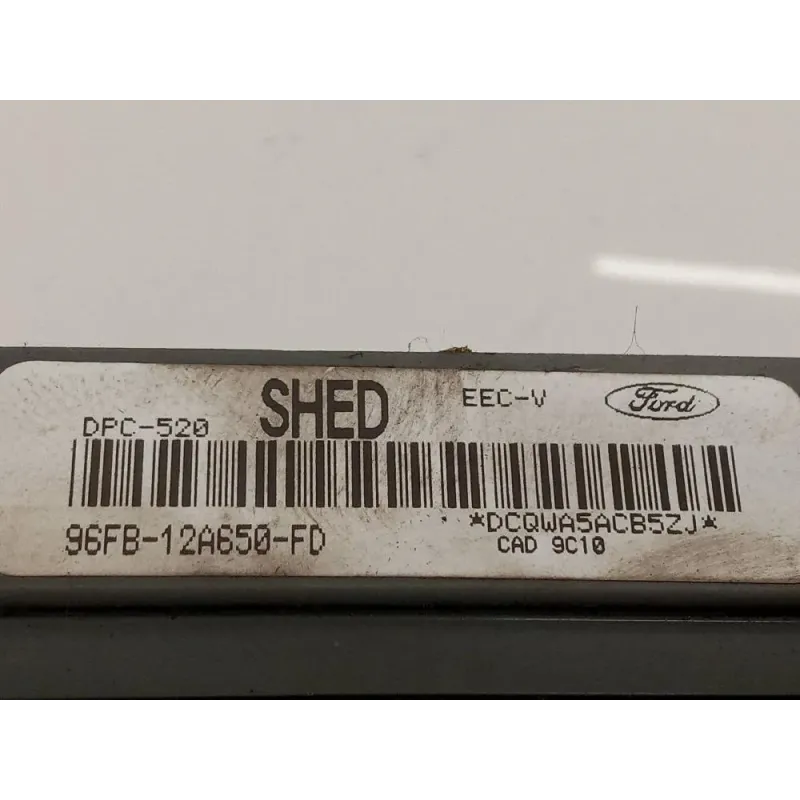 DPC-520 SHED EEC-V Ford
96FB-12A650-FD *DCQWA5ACB5ZJ*
CAD 9C10